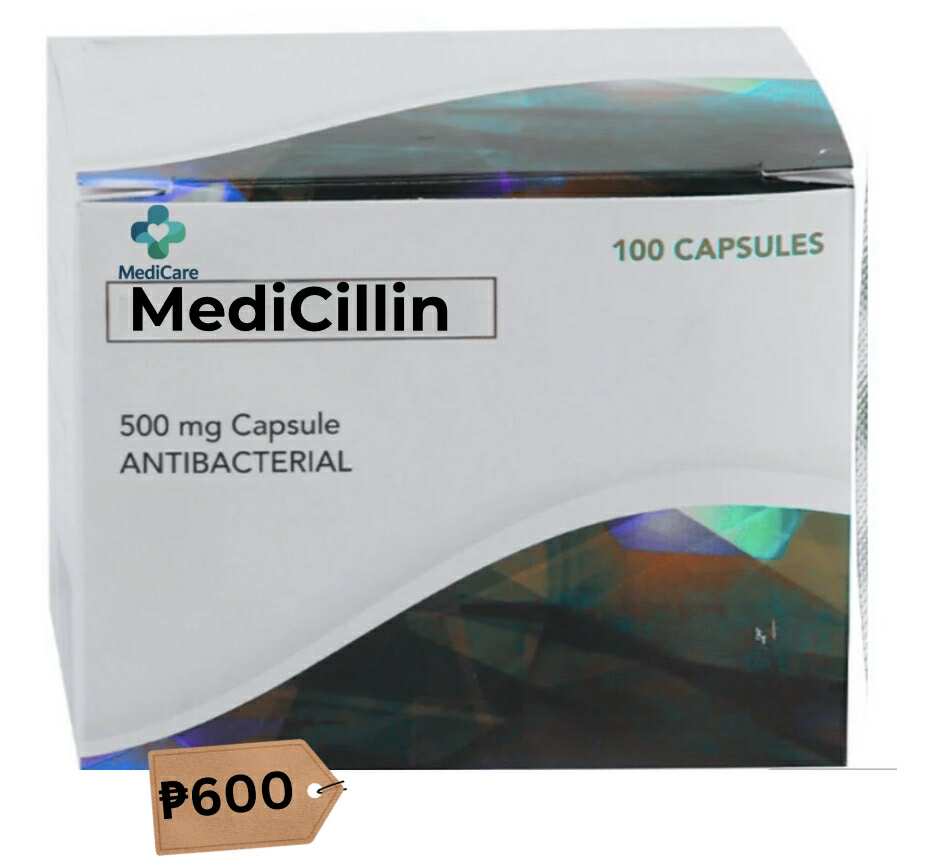 100 CAPSULES
MediCare
MediCillin
500 mg Capsule
ANTIBACTERIAL
₱600